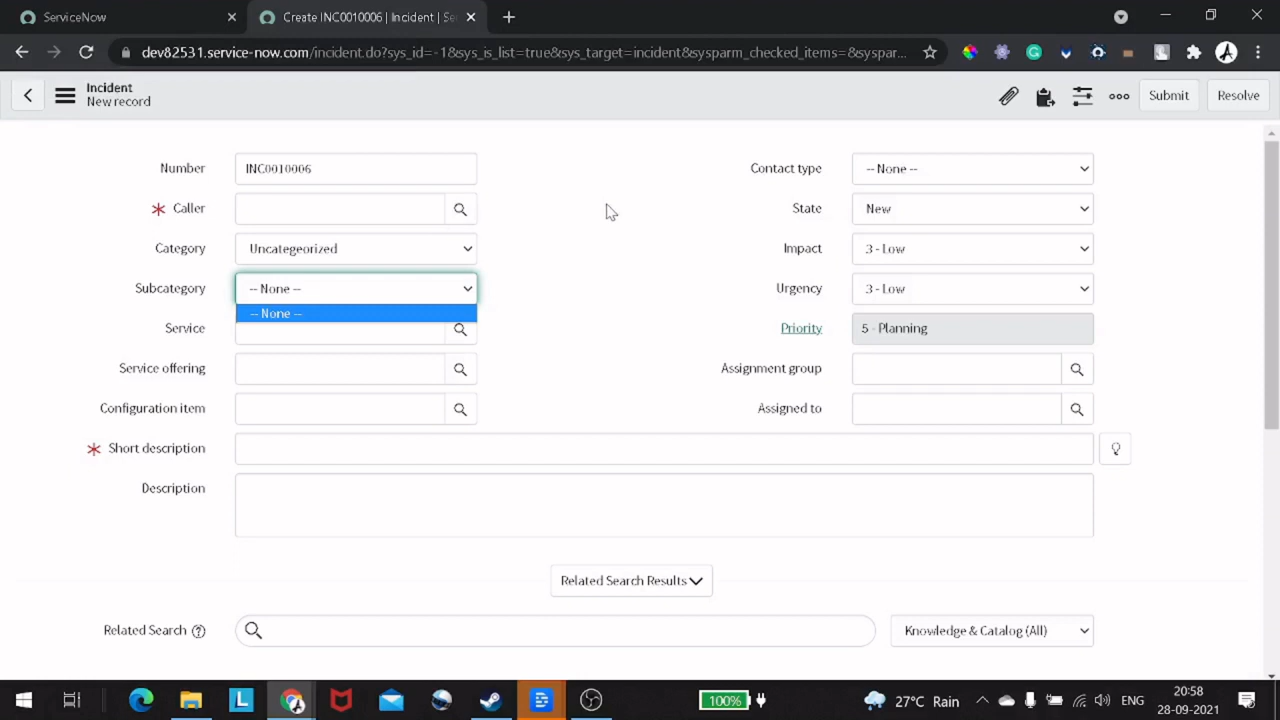 ServiceNow
Create INC0010006 | Incident | Se
dev82531.service-now.com/incident.do?sys_id=-1&sys_is_list=true&sys_target=incident&sysparm_checked_items=&syspar...
Incident
New record
Submit
Resolve
Number
INC0010006
Contact type
-- None --
Caller
State
New
Category
Uncategeorized
Impact
3 - Low
Subcategory
-- None --
-- None --
Urgency
3 - Low
Service
Priority
5 - Planning
Service offering
Assignment group
Configuration item
Assigned to
Short description
Description
Related Search Results
Related Search
Knowledge & Catalog (All)
100%
27°C Rain
ENG
20:58
28-09-2021